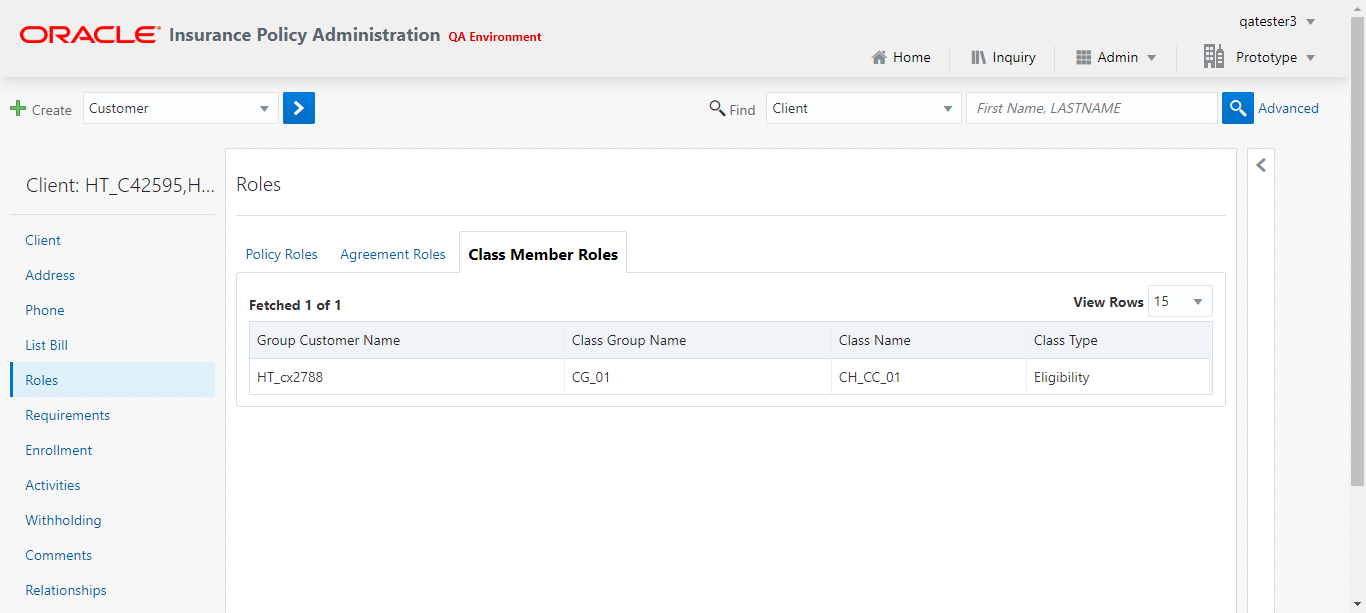 ORACLE Insurance Policy Administration QA Environment
qatester3
Home Inquiry Admin Prototype
Create Customer Find Client First Name, LASTNAME Advanced
Client: HT_C42595,H...
Client
Address
Phone
List Bill
Roles
Requirements
Enrollment
Activities
Withholding
Comments
Relationships
Roles
Policy Roles Agreement Roles Class Member Roles
Fetched 1 of 1 View Rows 15
Group Customer Name Class Group Name Class Name Class Type
HT_cx2788 CG_01 CH_CC_01 Eligibility